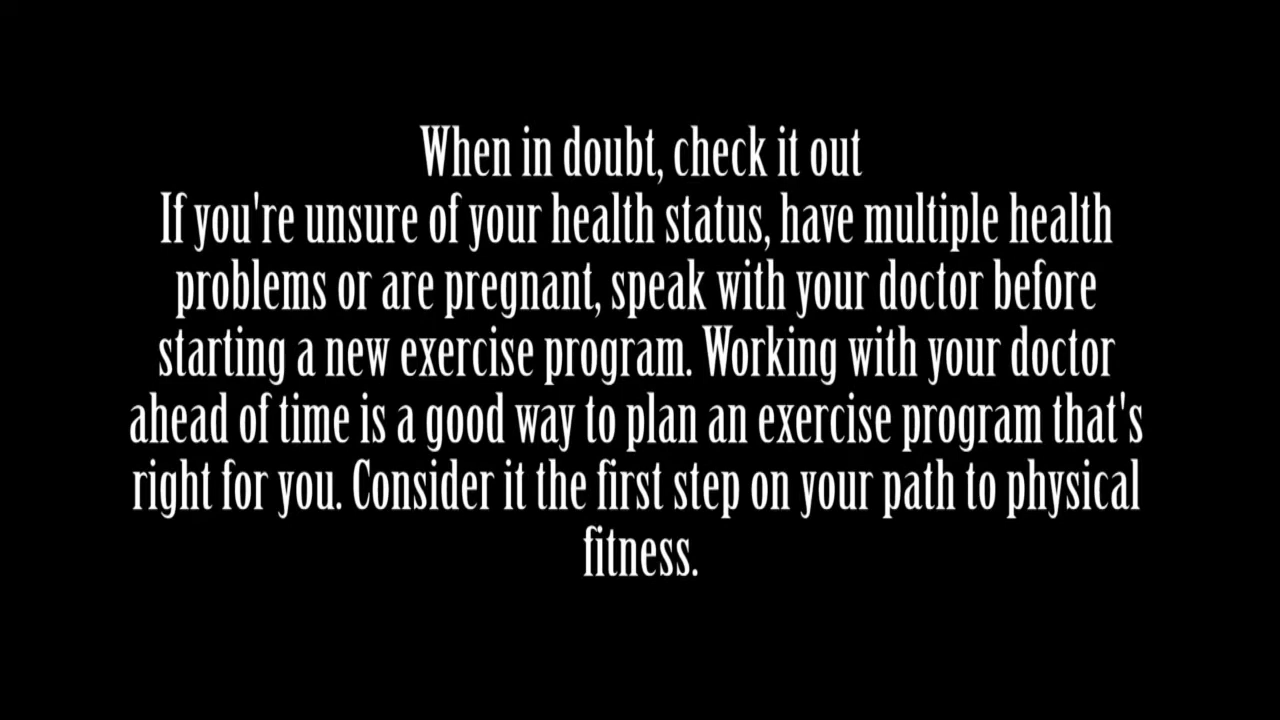 When in doubt, check it out
If you're unsure of your health status, have multiple health
problems or are pregnant, speak with your doctor before
starting a new exercise program. Working with your doctor
ahead of time is a good way to plan an exercise program that's
right for you. Consider it the first step on your path to physical
fitness.